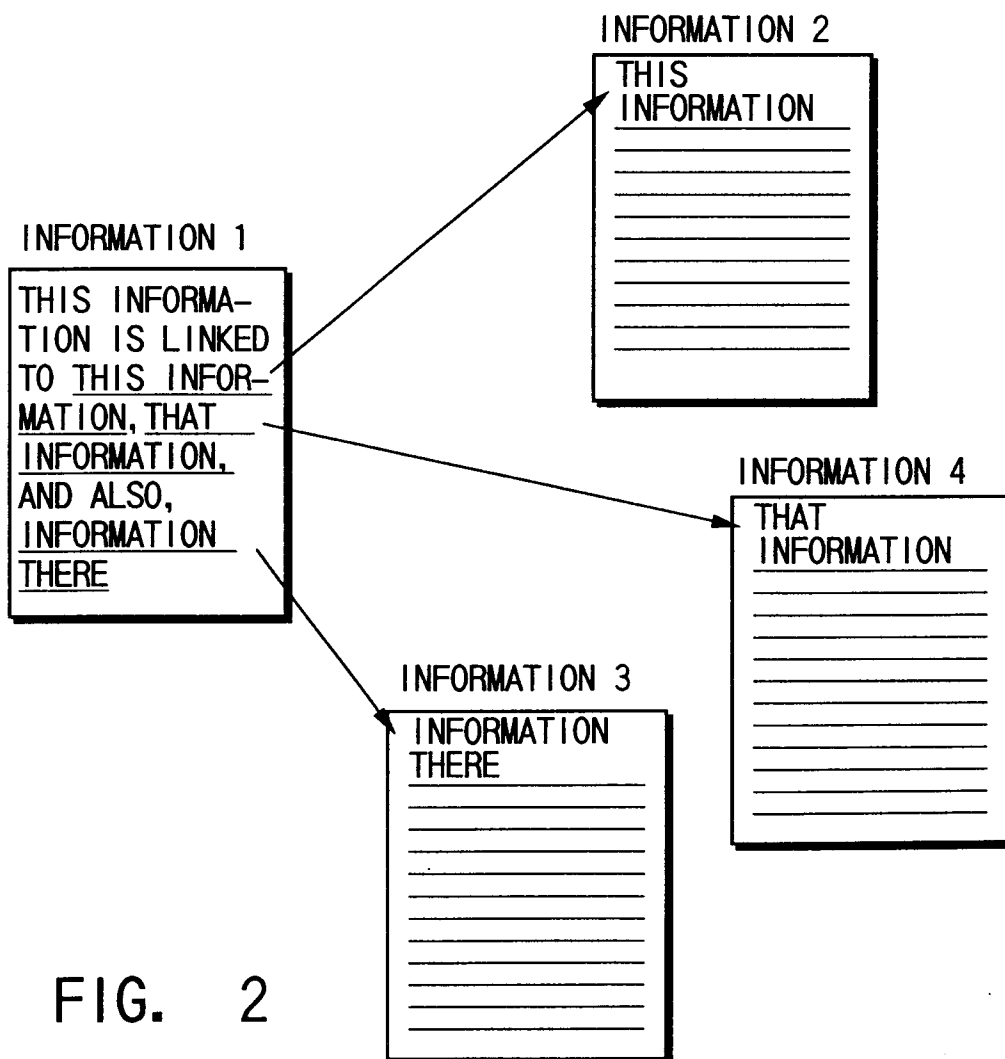 INFORMATION 2
THIS
INFORMATION
INFORMATION 1
THIS INFORMA-
TION IS LINKED
TO THIS INFOR-
MATION, THAT
INFORMATION,
AND ALSO,
INFORMATION
THERE
INFORMATION 4
THAT
INFORMATION
INFORMATION 3
INFORMATION
THERE
FIG. 2